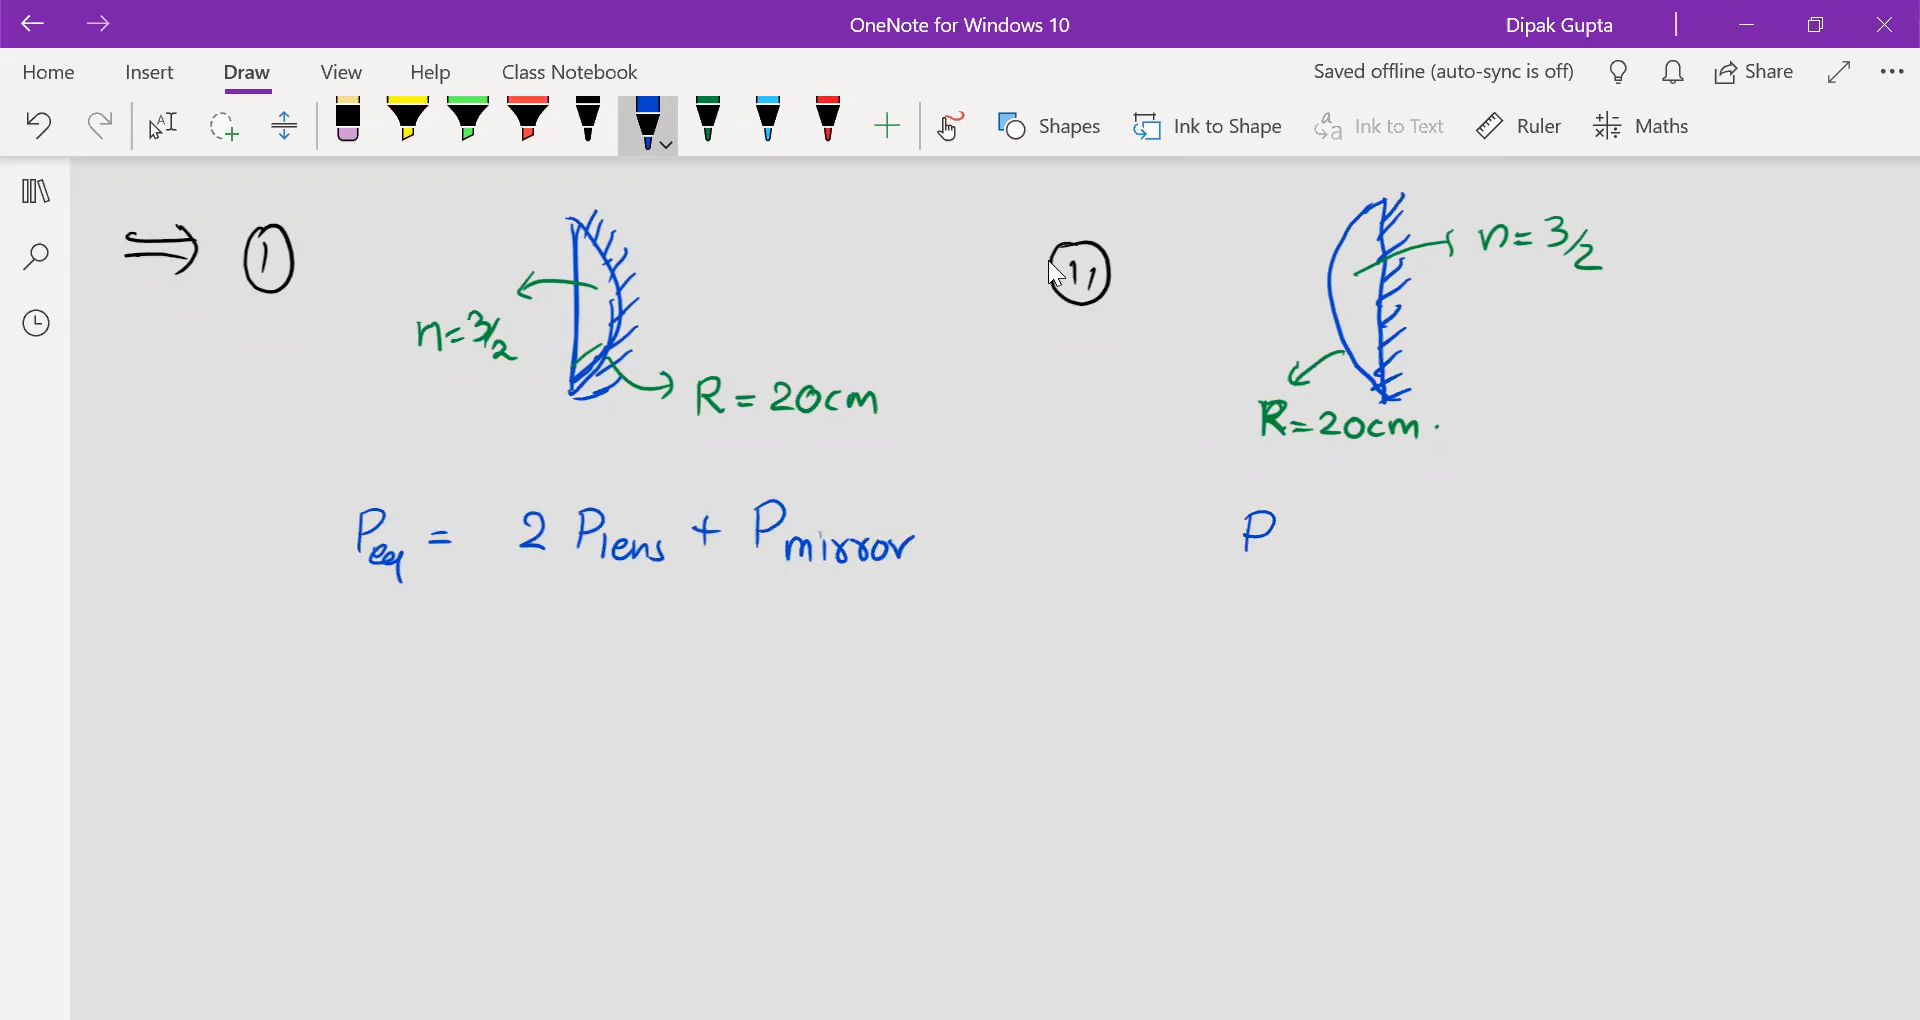 OneNote for Windows 10
Dipak Gupta
Home Insert Draw View Help Class Notebook
Saved offline (auto-sync is off) Share
Shapes Ink to Shape Ink to Text Ruler Maths
⇒ (i)
n=3/2
R = 20cm
(ii)
n=3/2
R=20cm.
Peq = 2 Plens + Pmirror
P